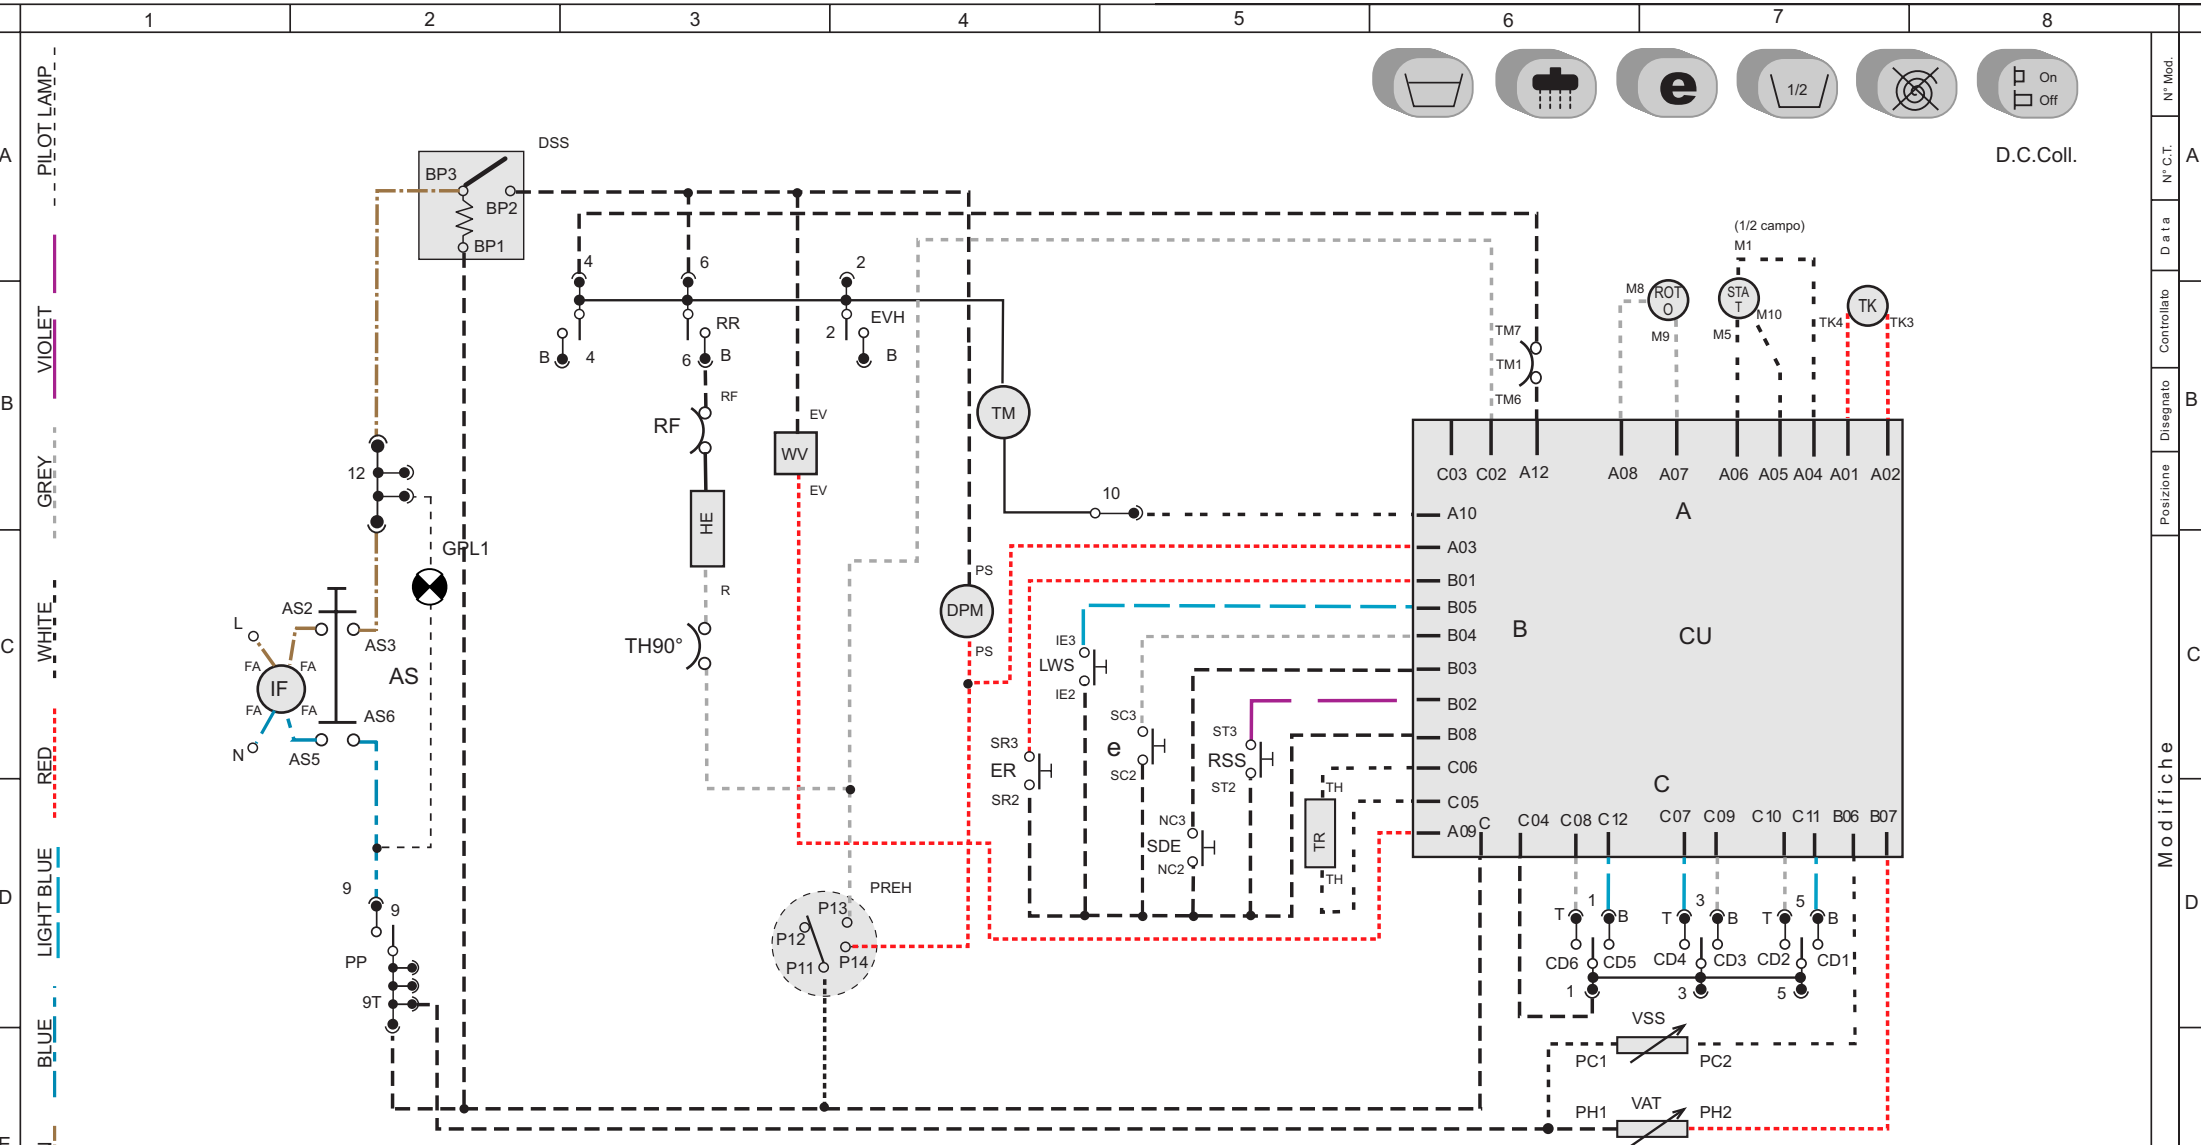 1 2 3 4 5 6 7 8
A
B
C
D
PILOT LAMP
VIOLET
GREY
WHITE
RED
LIGHT BLUE
BLUE
1/2
e
On
Off
D.C.Coll.
N° Mod.
N° C.T.
Data
Controllato
Disegnato
Posizione
Modifiche
A
B
C
D
DSS
BP3
BP2
BP1
4
6
2
B 4
RR
6 B
2
EVH
B
RF
RF
EV
WV
EV
HE
R
TH90°
TM
10
PS
DPM
PS
12
GPL1
AS2
AS3
AS
L
FA FA
IF
FA FA
N
AS5
AS6
9
9
PP
9T
PREH
P13
P12
P14
P11
IE3
LWS
IE2
SC3
e
SC2
SR3
ER
SR2
NC3
SDE
NC2
ST3
RSS
ST2
TH
TR
TH
TM7
TM1
TM6
M8
ROT
O
M9
(1/2 campo)
M1
STA
T
M10
M5
TK
TK4
TK3
C03 C02 A12 A08 A07 A06 A05 A04 A01 A02
A
A10
A03
B01
B05
B04
B03
B02
B08
C06
C05
A09
B
CU
C
C C04 C08 C12 C07 C09 C10 C11 B06 B07
T 1 B T 3 B T 5 B
CD6 CD5 CD4 CD3 CD2 CD1
1 3 5
VSS
PC1 PC2
VAT
PH1 PH2